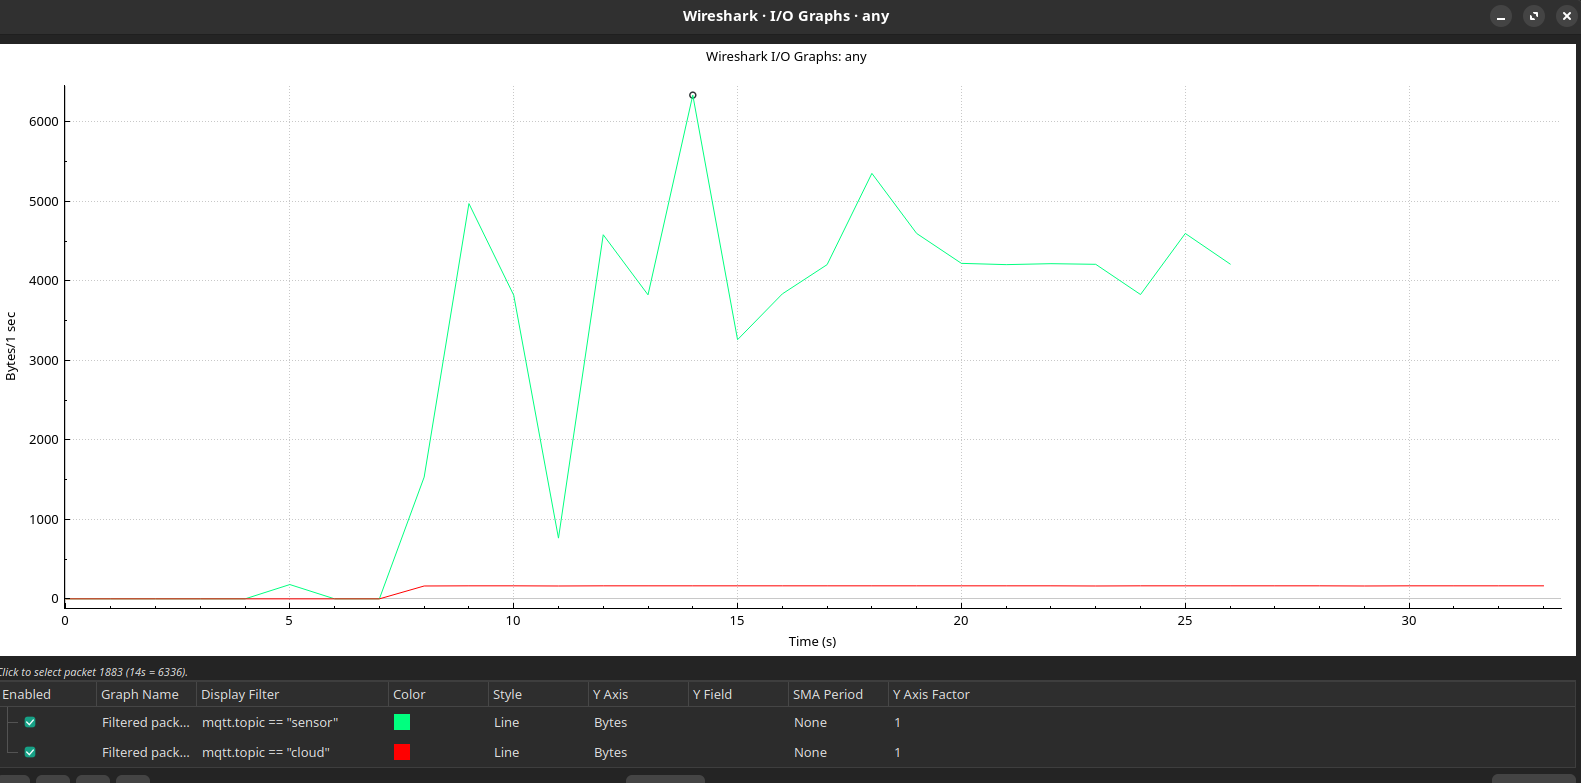 Wireshark · I/O Graphs · any
Wireshark I/O Graphs: any
6000
5000
4000
3000
2000
1000
0
Bytes/1 sec
0 5 10 15 20 25 30
Time (s)
Click to select packet 1883 (14s = 6336).
Enabled Graph Name Display Filter Color Style Y Axis Y Field SMA Period Y Axis Factor
Filtered pack... mqtt.topic == "sensor" Line Bytes None 1
Filtered pack... mqtt.topic == "cloud" Line Bytes None 1